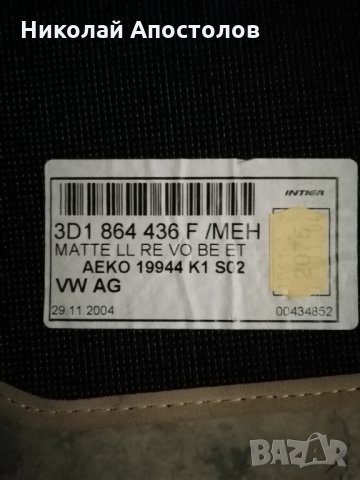 Николай Апостолов
INTIER
3D1 864 436 F /MEH
MATTE LL RE VO BE ET
AEKO 19944 K1 S02
VW AG
29.11.2004
00434852
BAZAR